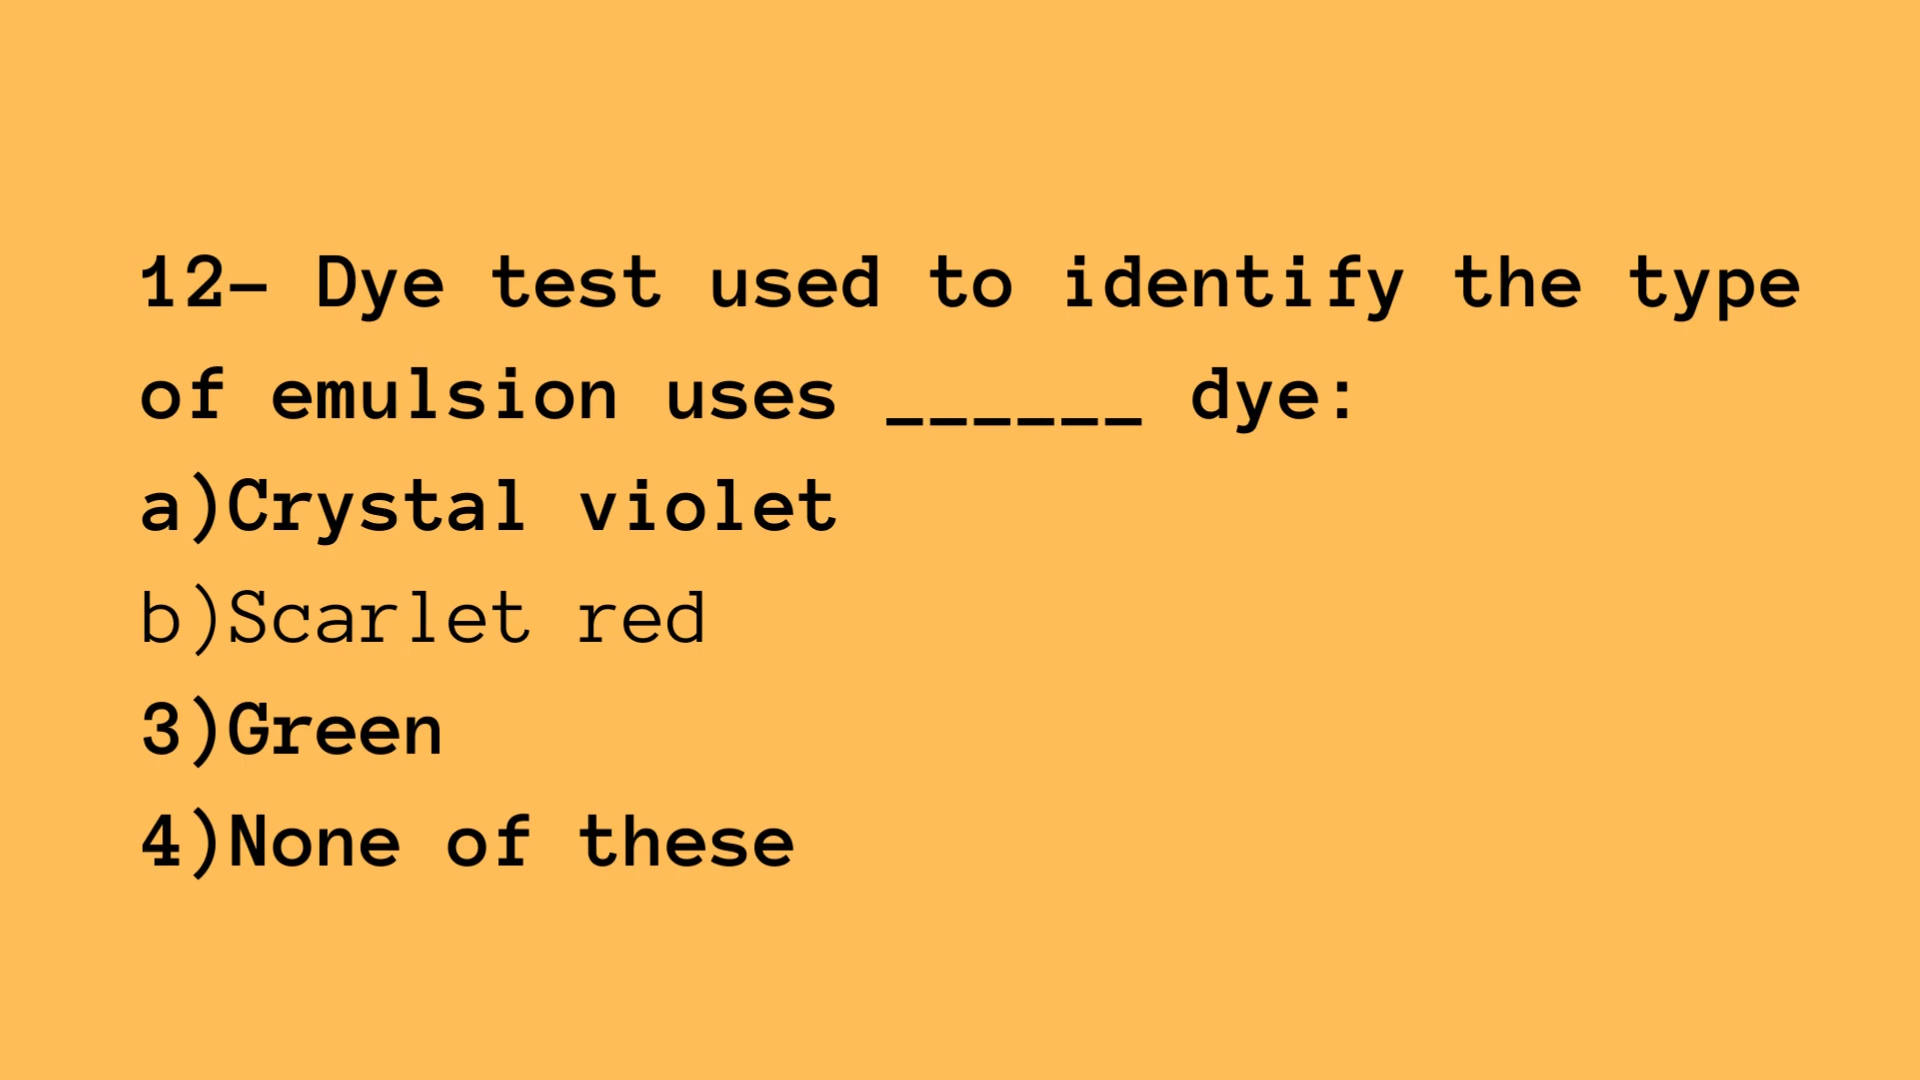 12- Dye test used to identify the type
of emulsion uses ______ dye:
a)Crystal violet
b)Scarlet red
3)Green
4)None of these